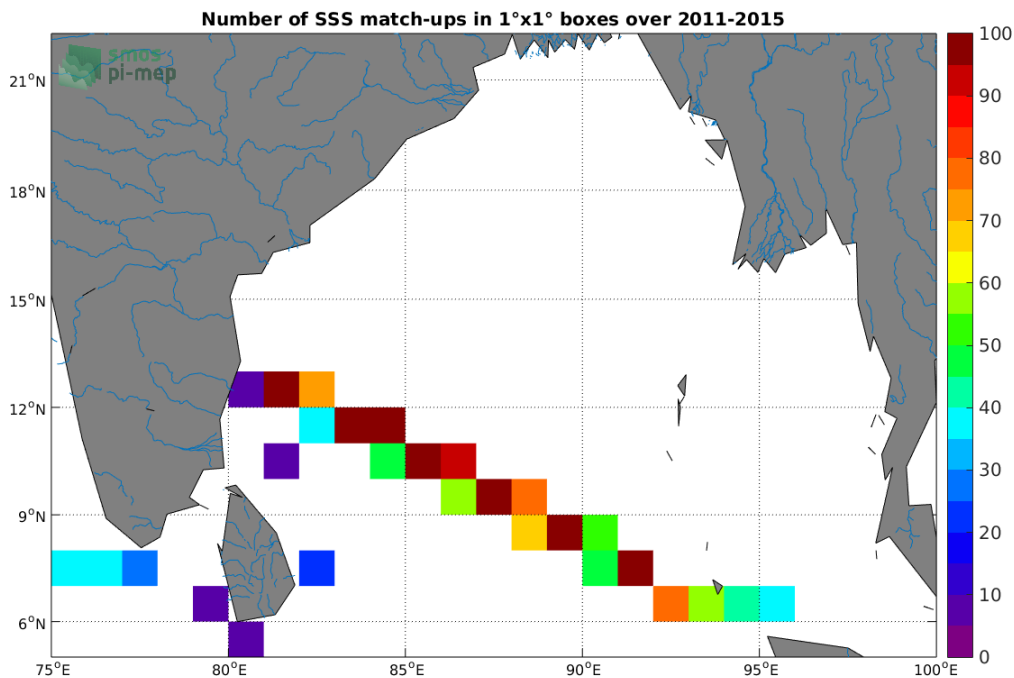 Number of SSS match-ups in 1°x1° boxes over 2011-2015
smos
pi-mep
21°N
18°N
15°N
12°N
9°N
6°N
75°E 80°E 85°E 90°E 95°E 100°E
100
90
80
70
60
50
40
30
20
10
0